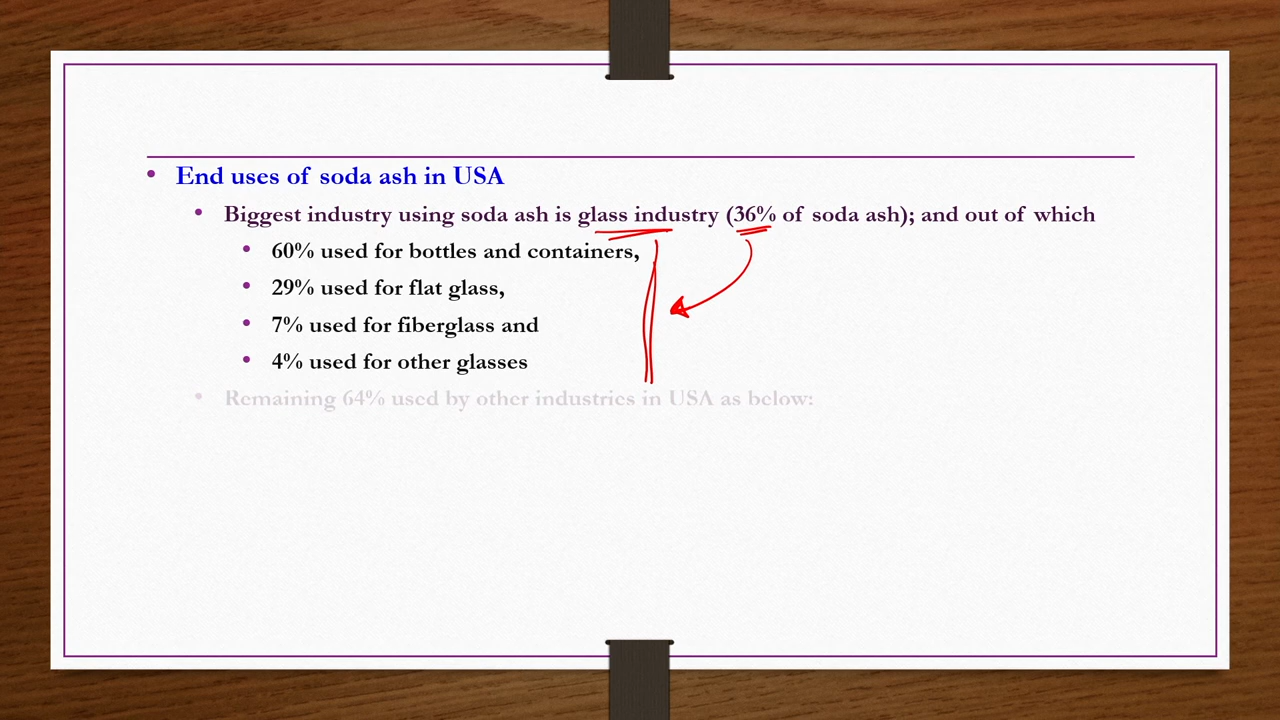 End uses of soda ash in USA
Biggest industry using soda ash is glass industry (36% of soda ash); and out of which
60% used for bottles and containers,
29% used for flat glass,
7% used for fiberglass and
4% used for other glasses
Remaining 64% used by other industries in USA as below: